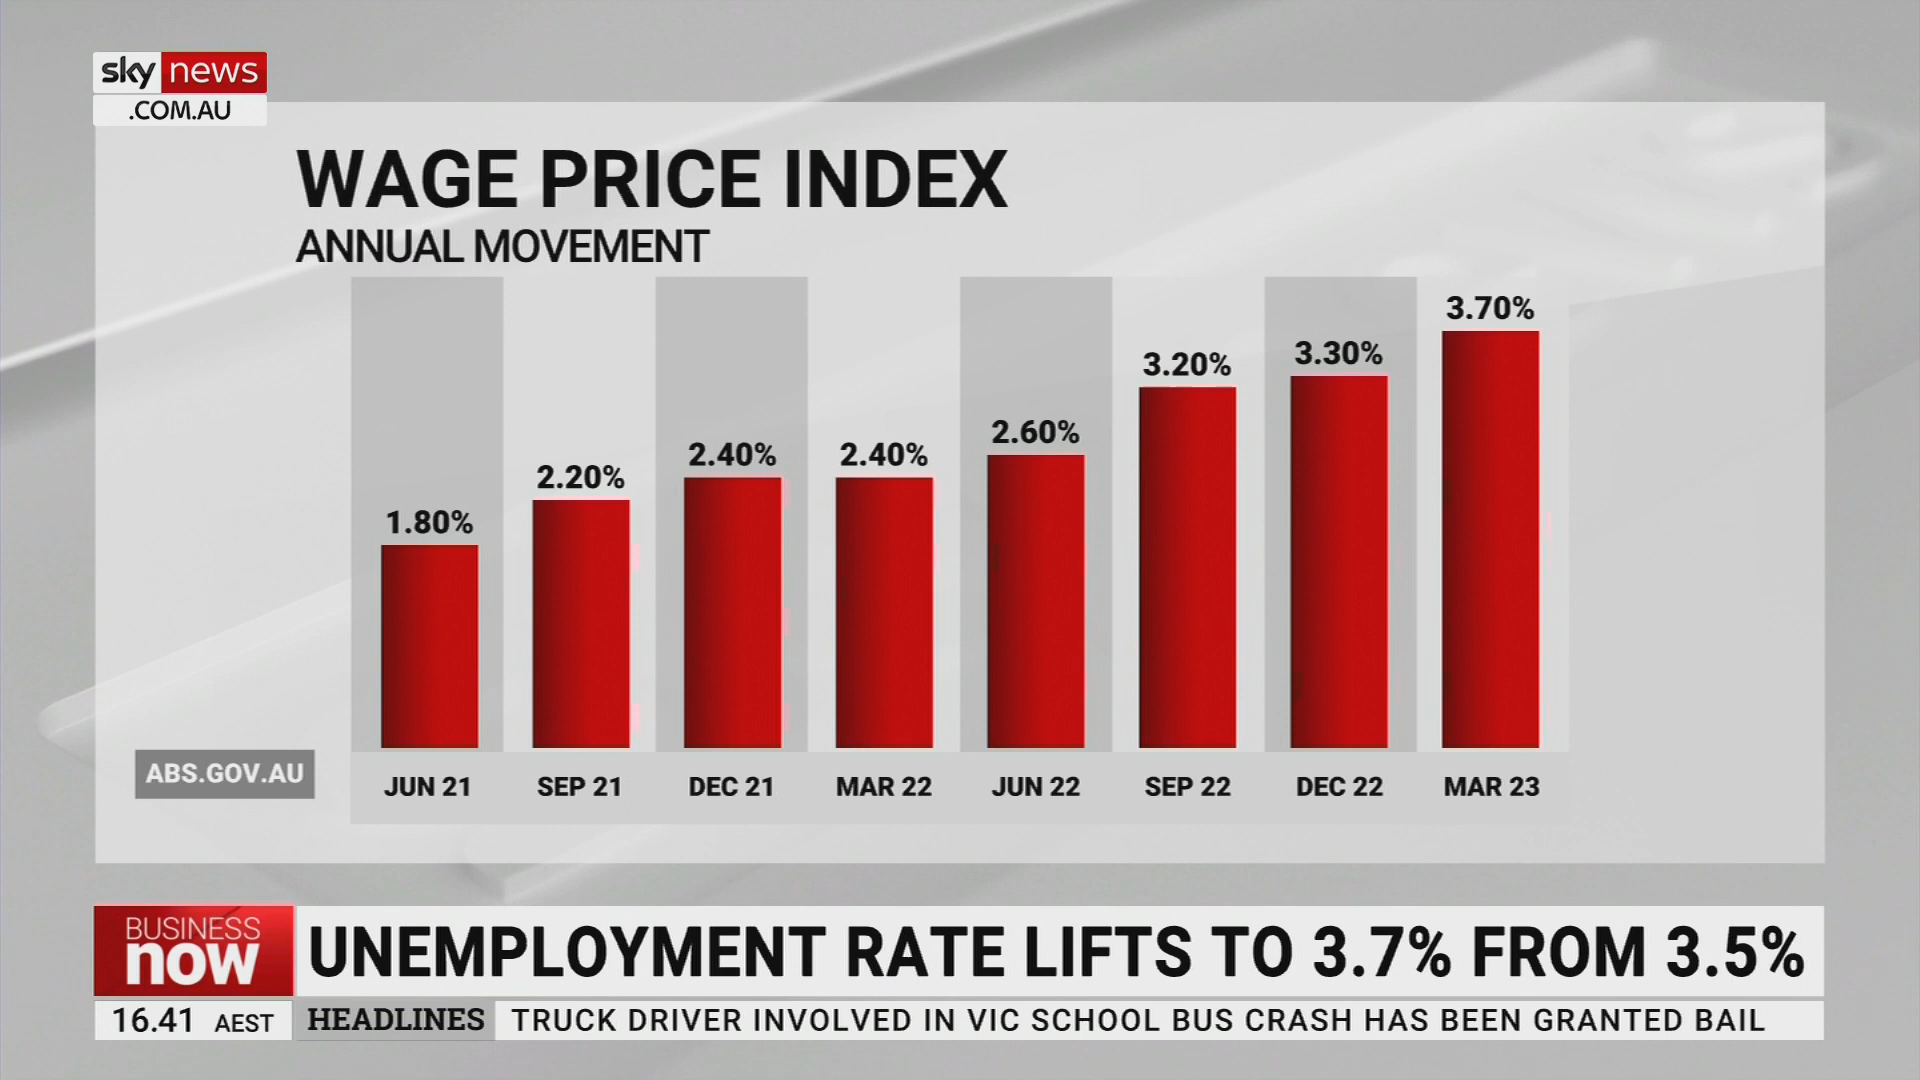 sky news
.COM.AU
WAGE PRICE INDEX
ANNUAL MOVEMENT
1.80%
2.20%
2.40%
2.40%
2.60%
3.20%
3.30%
3.70%
JUN 21
SEP 21
DEC 21
MAR 22
JUN 22
SEP 22
DEC 22
MAR 23
ABS.GOV.AU
BUSINESS
now
UNEMPLOYMENT RATE LIFTS TO 3.7% FROM 3.5%
16.41 AEST
HEADLINES
TRUCK DRIVER INVOLVED IN VIC SCHOOL BUS CRASH HAS BEEN GRANTED BAIL